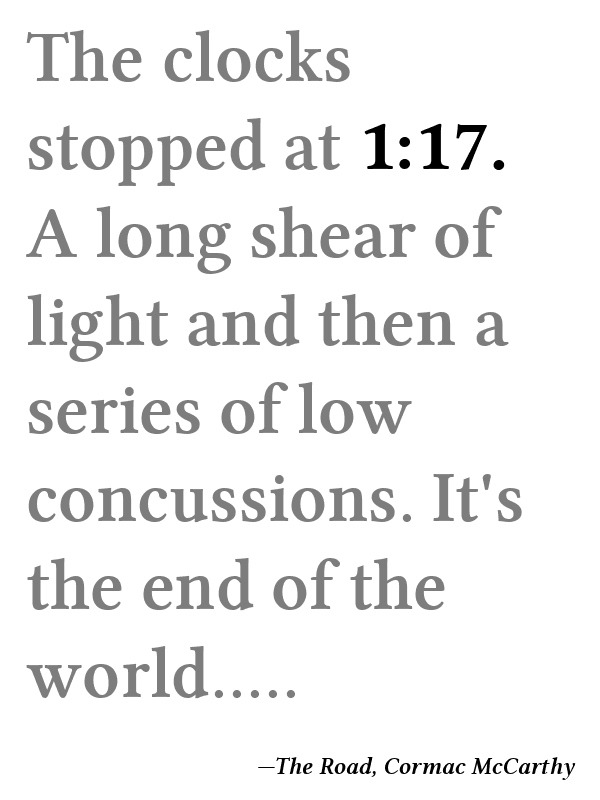 The clocks
stopped at 1:17.
A long shear of
light and then a
series of low
concussions. It's
the end of the
world.....
—The Road, Cormac McCarthy